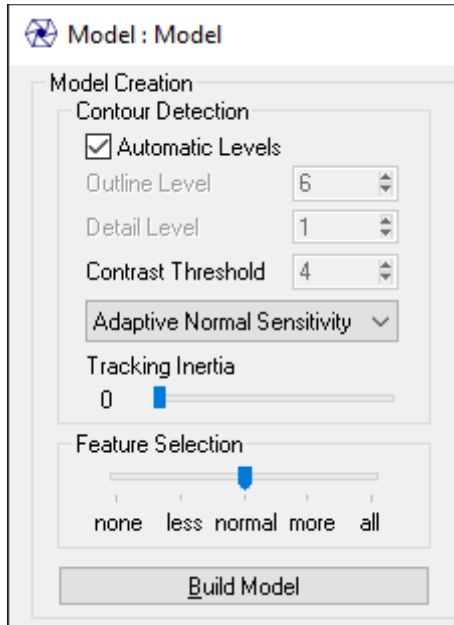 Model : Model
Model Creation
Contour Detection
Automatic Levels
Outline Level 6
Detail Level 1
Contrast Threshold 4
Adaptive Normal Sensitivity
Tracking Inertia
0
Feature Selection
none less normal more all
Build Model